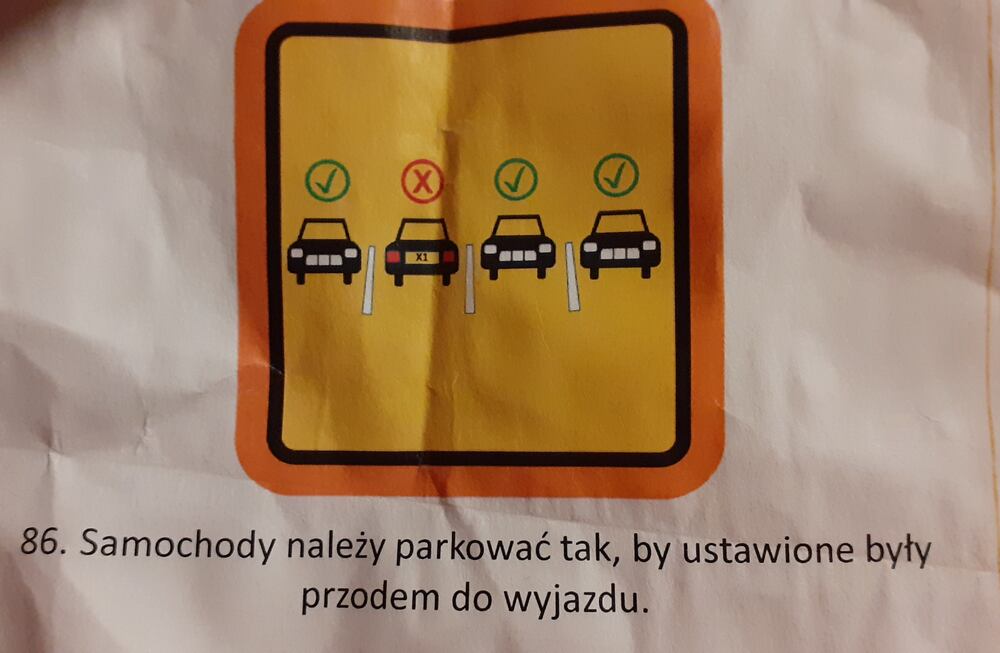 X1
86. Samochody należy parkować tak, by ustawione były
przodem do wyjazdu.